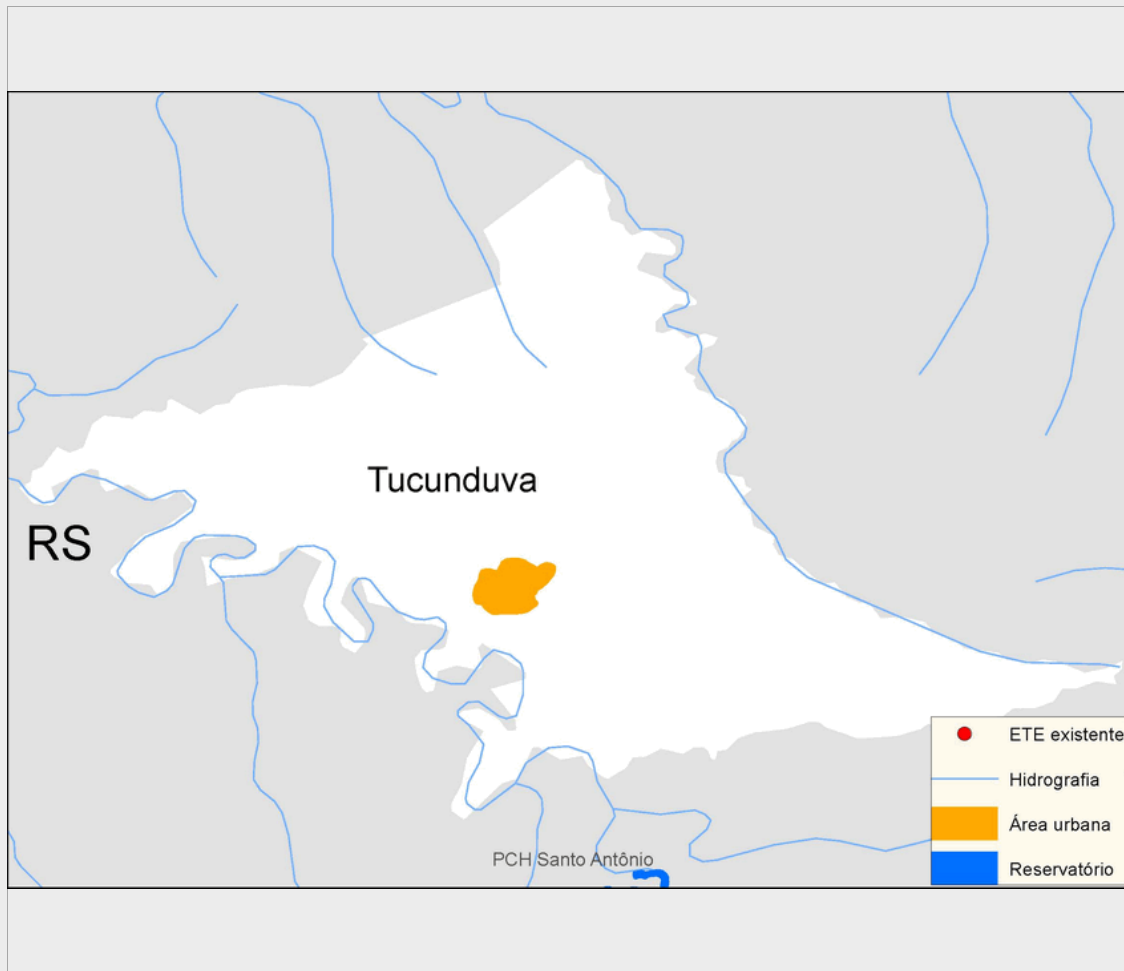 Tucunduva
RS
PCH Santo Antônio
ETE existente
Hidrografia
Área urbana
Reservatório